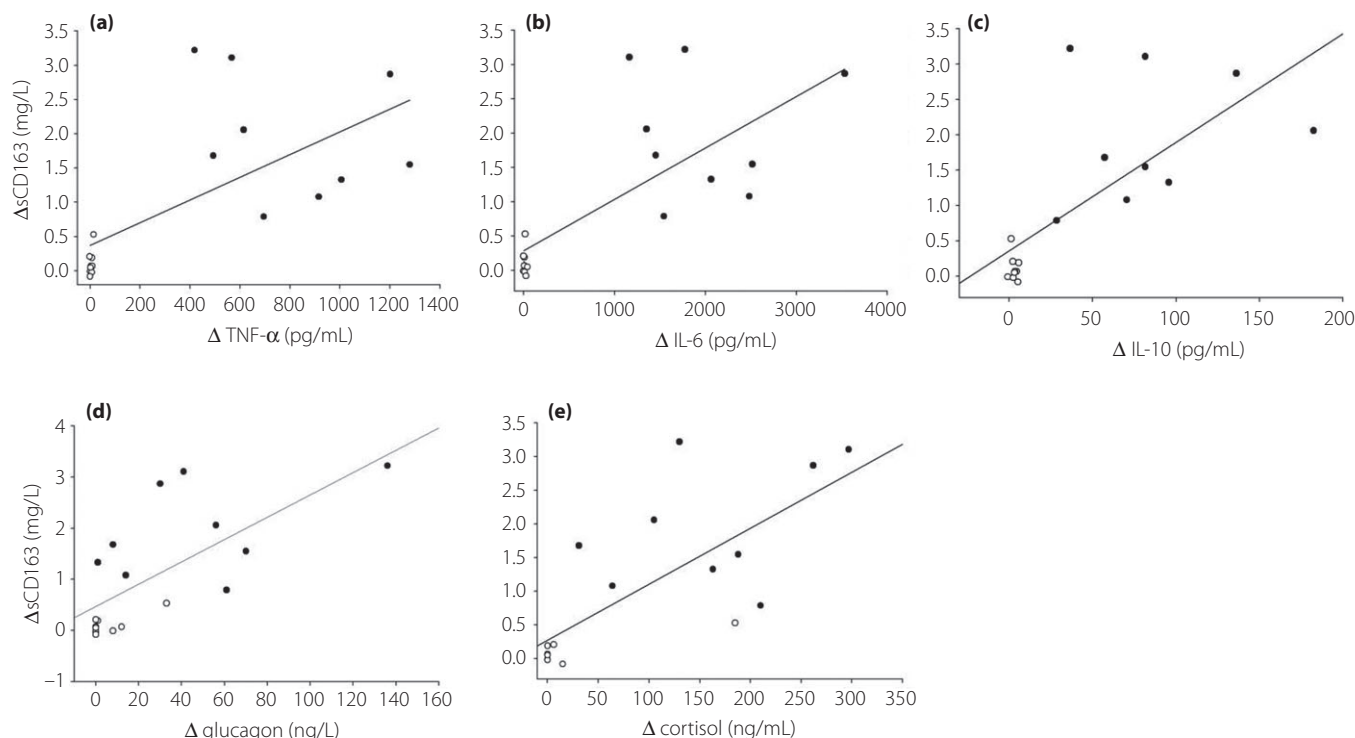 (a)
3.5
3.0
2.5
2.0
1.5
1.0
0.5
0.0
ΔsCD163 (mg/L)
0 200 400 600 800 1000 1200 1400
Δ TNF-α (pg/mL)
(b)
3.5
3.0
2.5
2.0
1.5
1.0
0.5
0.0
0 1000 2000 3000 4000
Δ IL-6 (pg/mL)
(c)
3.5
3.0
2.5
2.0
1.5
1.0
0.5
0.0
0 50 100 150 200
Δ IL-10 (pg/mL)
(d)
4
3
2
1
0
−1
ΔsCD163 (mg/L)
0 20 40 60 80 100 120 140 160
Δ glucagon (ng/L)
(e)
3.5
3.0
2.5
2.0
1.5
1.0
0.5
0.0
0 50 100 150 200 250 300 350
Δ cortisol (ng/mL)